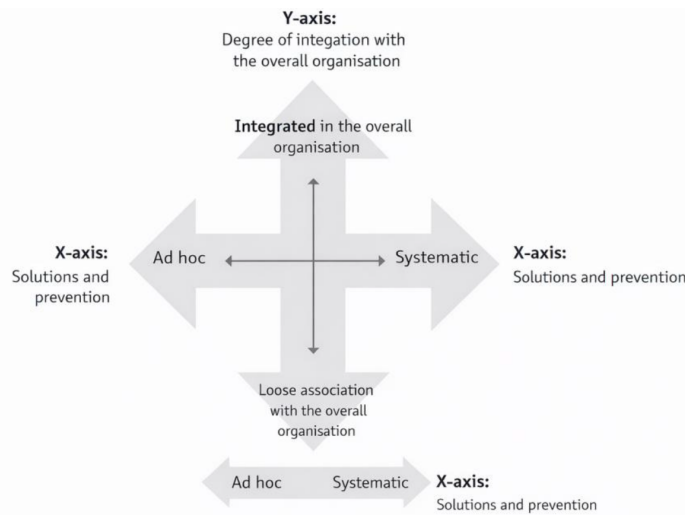 Y-axis:
Degree of integation with
the overall organisation
Integrated in the overall
organisation
X-axis:
Solutions and
prevention
Ad hoc
Systematic
X-axis:
Solutions and prevention
Loose association
with the overall
organisation
Ad hoc
Systematic
X-axis:
Solutions and prevention